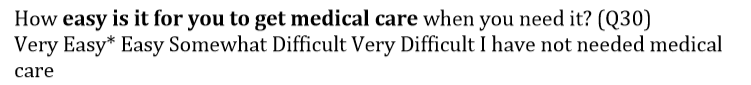 How easy is it for you to get medical care when you need it? (Q30)
Very Easy* Easy Somewhat Difficult Very Difficult I have not needed medical
care